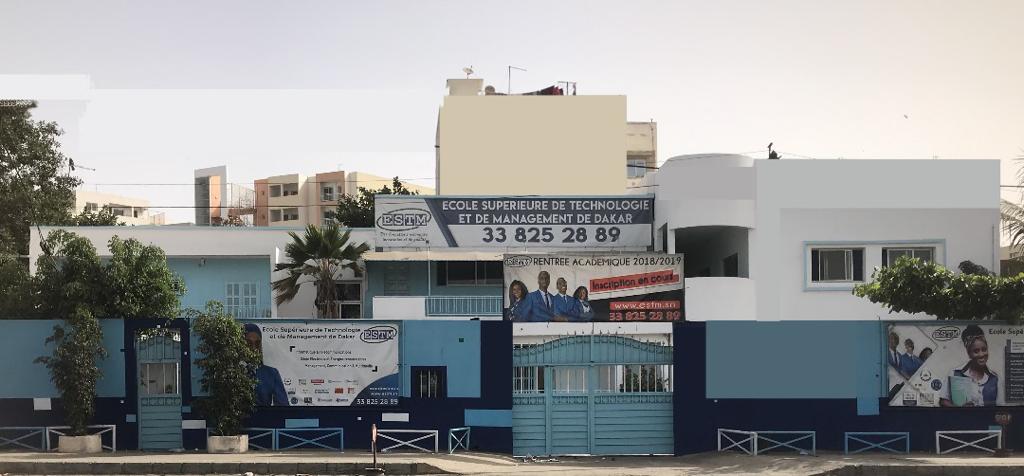 ESTM
ECOLE SUPERIEURE DE TECHNOLOGIE
ET DE MANAGEMENT DE DAKAR
33 825 28 89
ESTM
RENTREE ACADEMIQUE 2018/2019
Inscription en cours
www.estm.sn
33 825 28 89
Ecole Supérieure de Technologie
et de Management de Dakar
ESTM
33 825 28 89
ESTM
Ecole Supé